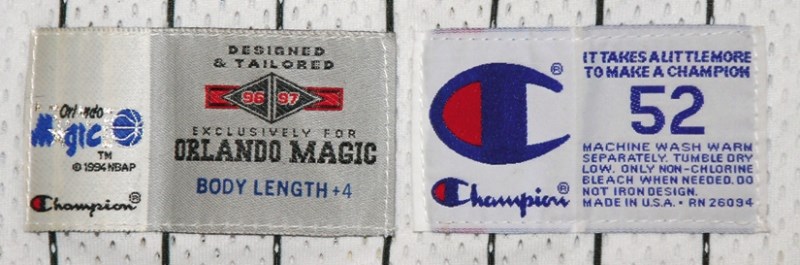 DESIGNED
& TAILORED
96 97
EXCLUSIVELY FOR
ORLANDO MAGIC
BODY LENGTH +4
Magic
TM
© 1994 NBAP
Champion®
®
IT TAKES A LITTLE MORE
TO MAKE A CHAMPION
52
MACHINE WASH WARM
SEPARATELY. TUMBLE DRY
LOW. ONLY NON-CHLORINE
BLEACH WHEN NEEDED. DO
NOT IRON DESIGN.
MADE IN U.S.A. • RN 26094
Champion®